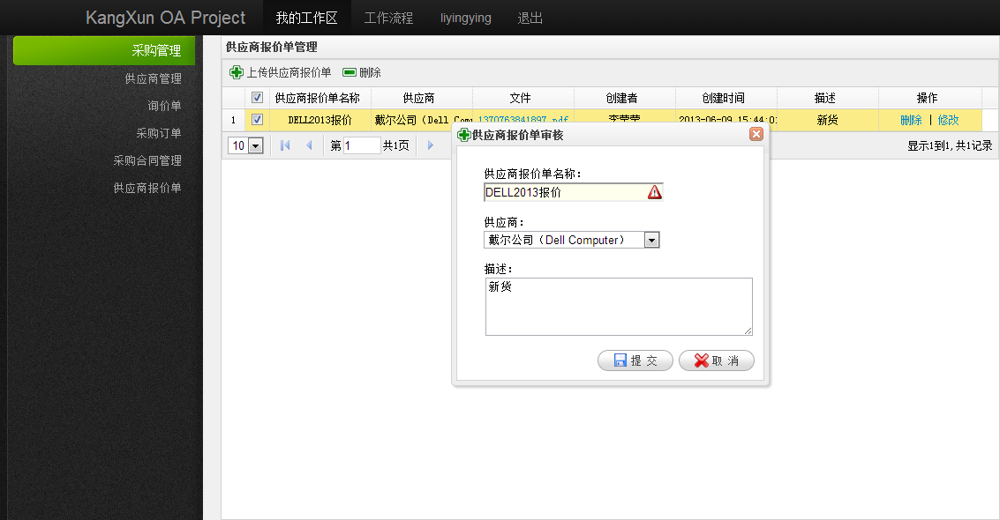 KangXun OA Project 我的工作区 工作流程 liyingying 退出
采购管理
供应商管理
询价单
采购订单
采购合同管理
供应商报价单
供应商报价单管理
上传供应商报价单 删除
供应商报价单名称 供应商 文件 创建者 创建时间 描述 操作
1 DELL2013报价 戴尔公司（Dell Com 1370763841897.pdf 李莹莹 2013-06-09 15:44:01 新货 删除 | 修改
10 第 1 共1页 显示1到1,共1记录
供应商报价单审核
供应商报价单名称：
DELL2013报价
供应商：
戴尔公司（Dell Computer）
描述：
新货
提 交 取 消